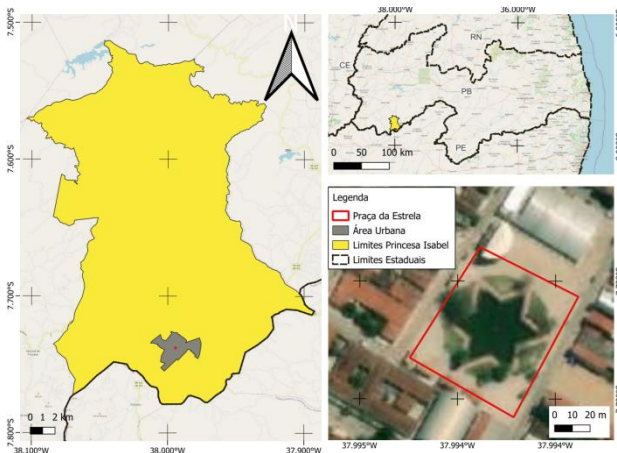 7.500°S
7.600°S
7.700°S
7.800°S
38.100°W
38.000°W
37.900°W
0 1 2 km
N
38.000°W
36.000°W
CE
RN
PB
PE
0 50 100 km
Legenda
Praça da Estrela
Área Urbana
Limites Princesa Isabel
Limites Estaduais
0 10 20 m
37.995°W
37.994°W
37.994°W